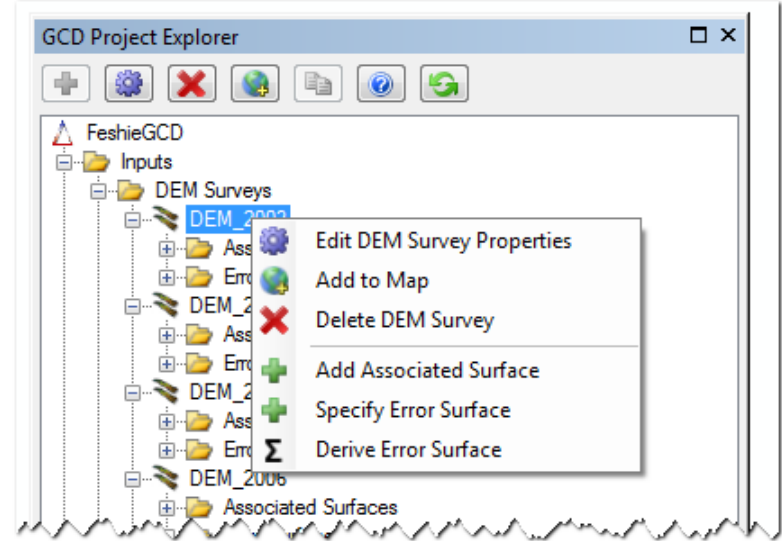 GCD Project Explorer
FeshieGCD
Inputs
DEM Surveys
DEM_2003
Edit DEM Survey Properties
Add to Map
Delete DEM Survey
Add Associated Surface
Specify Error Surface
Derive Error Surface
DEM_2006
Associated Surfaces